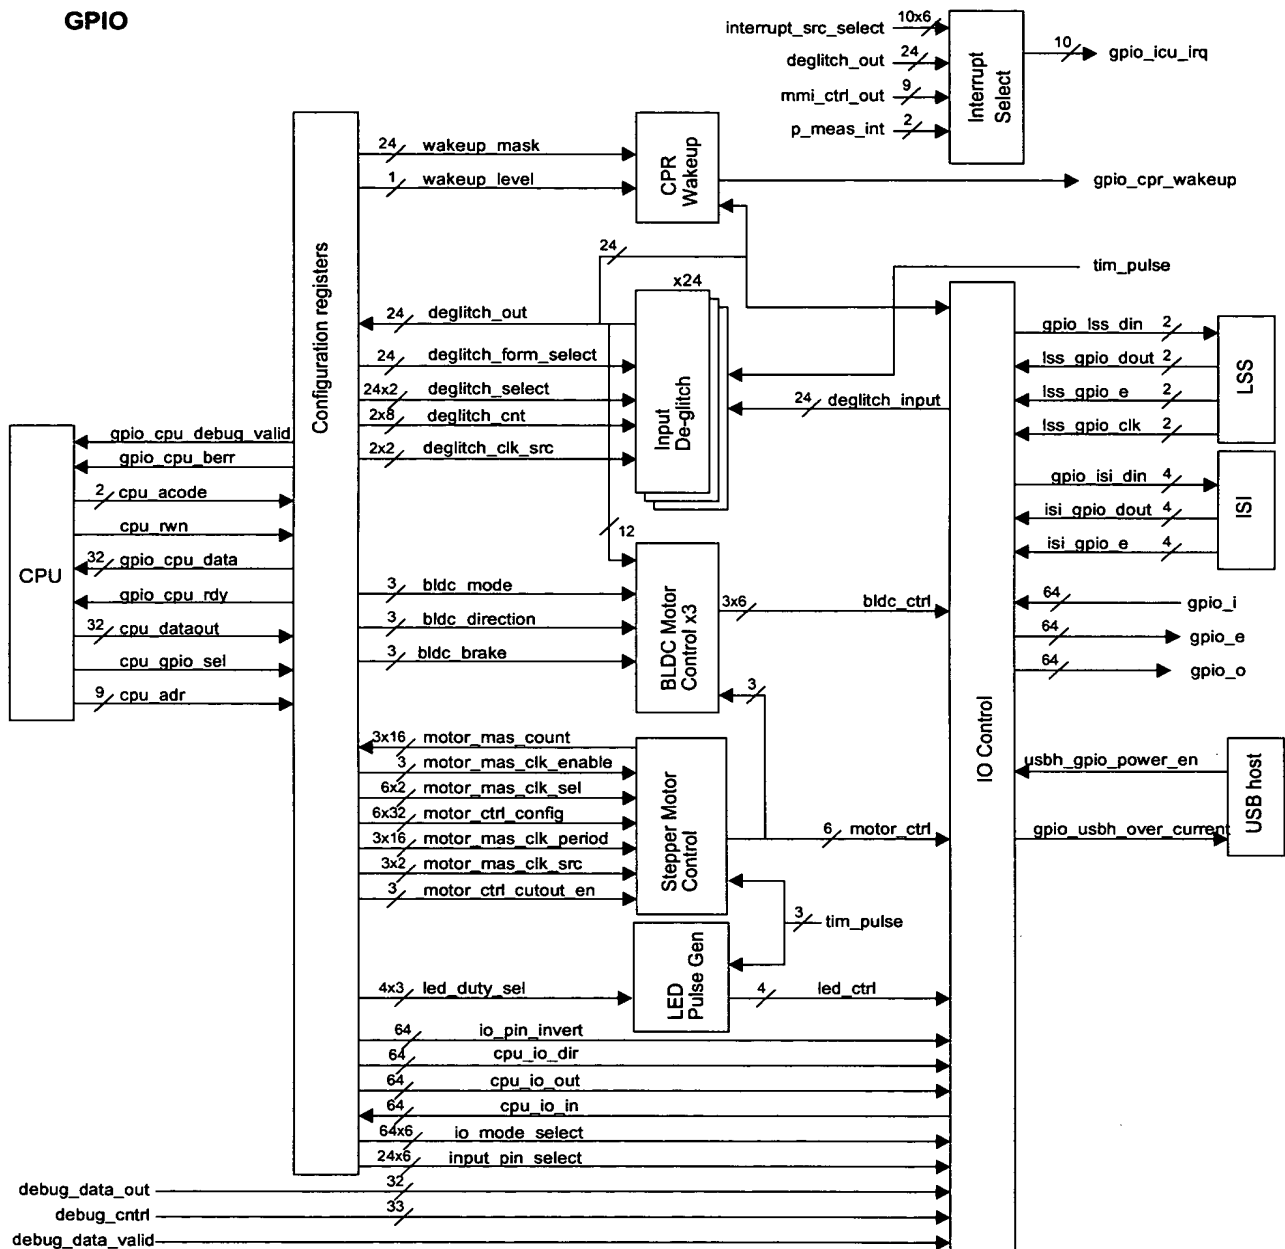 GPIO
interrupt_src_select 10x6
deglitch_out 24
mmi_ctrl_out 9
p_meas_int 2
Interrupt
Select
10 gpio_icu_irq
24 wakeup_mask
1 wakeup_level
CPR
Wakeup
gpio_cpr_wakeup
24
tim_pulse
x24
Configuration registers
24 deglitch_out
24 deglitch_form_select
24x2 deglitch_select
2x8 deglitch_cnt
2x2 deglitch_clk_src
Input
De-glitch
24 deglitch_input
12
gpio_lss_din 2
lss_gpio_dout 2
lss_gpio_e 2
lss_gpio_clk 2
LSS
gpio_isi_din 4
isi_gpio_dout 4
isi_gpio_e 4
ISI
64 gpio_i
64 gpio_e
64 gpio_o
CPU
gpio_cpu_debug_valid
gpio_cpu_berr
2 cpu_acode
cpu_rwn
32 gpio_cpu_data
gpio_cpu_rdy
32 cpu_dataout
cpu_gpio_sel
9 cpu_adr
3 bldc_mode
3 bldc_direction
3 bldc_brake
BLDC Motor
Control x3
3x6 bldc_ctrl
3
IO Control
usbh_gpio_power_en
gpio_usbh_over_current
USB host
3x16 motor_mas_count
3 motor_mas_clk_enable
6x2 motor_mas_clk_sel
6x32 motor_ctrl_config
3x16 motor_mas_clk_period
3x2 motor_mas_clk_src
3 motor_ctrl_cutout_en
Stepper Motor
Control
6 motor_ctrl
3 tim_pulse
4x3 led_duty_sel
LED
Pulse Gen
4 led_ctrl
64 io_pin_invert
64 cpu_io_dir
64 cpu_io_out
64 cpu_io_in
64x6 io_mode_select
24x6 input_pin_select
debug_data_out 32
debug_cntrl 33
debug_data_valid